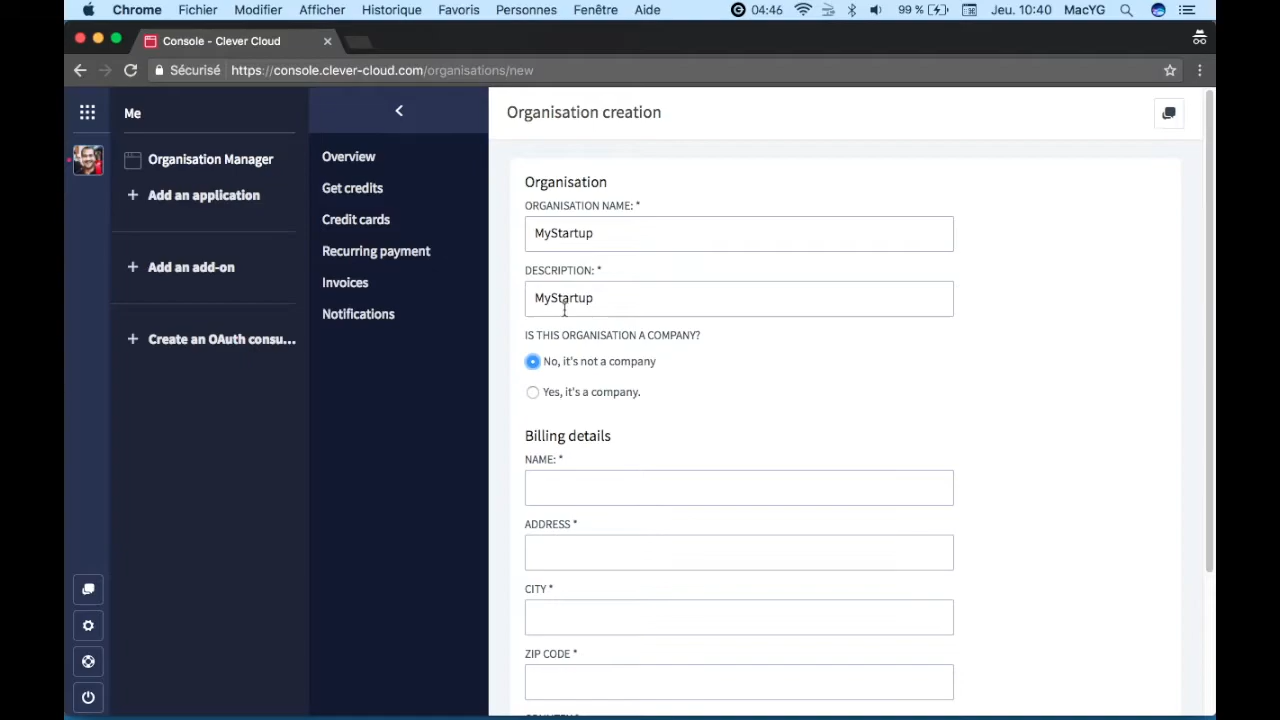 Chrome Fichier Modifier Afficher Historique Favoris Personnes Fenêtre Aide 04:46 99 % Jeu. 10:40 MacYG
Console - Clever Cloud
Sécurisé https://console.clever-cloud.com/organisations/new
Me
Organisation Manager
+ Add an application
+ Add an add-on
+ Create an OAuth consu...
Overview
Get credits
Credit cards
Recurring payment
Invoices
Notifications
Organisation creation
Organisation
ORGANISATION NAME: *
MyStartup
DESCRIPTION: *
MyStartup
IS THIS ORGANISATION A COMPANY?
No, it's not a company
Yes, it's a company.
Billing details
NAME: *
ADDRESS *
CITY *
ZIP CODE *